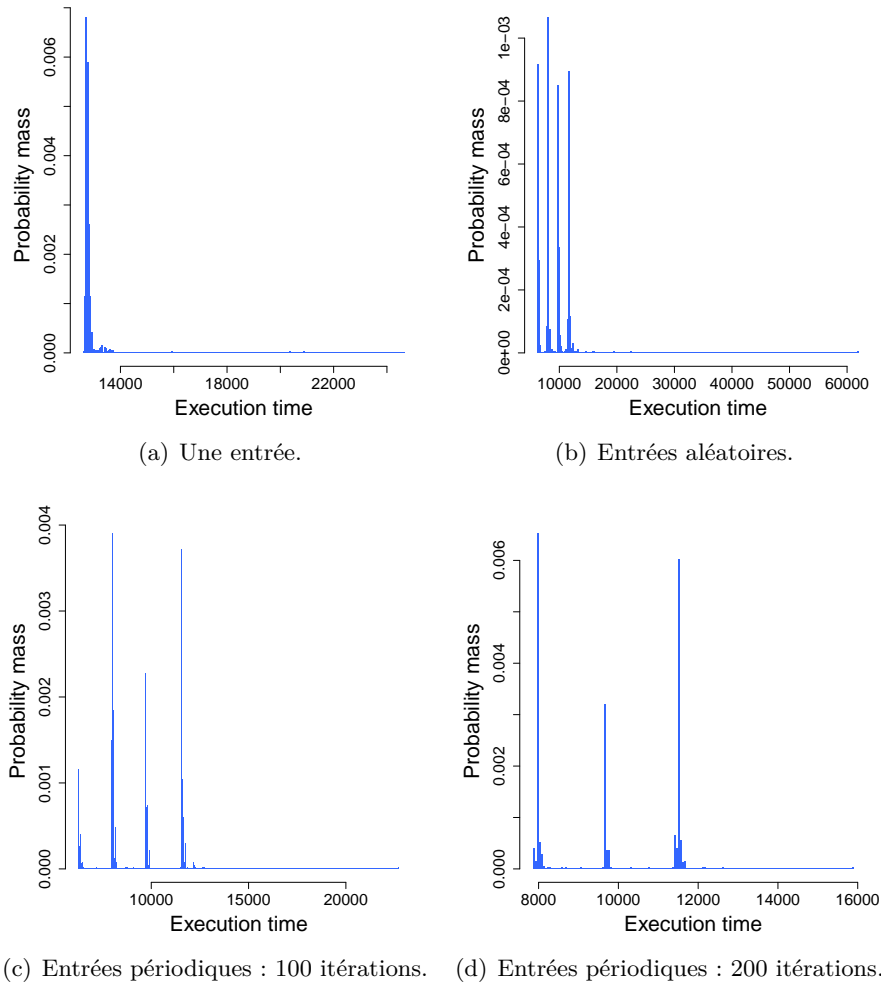 Probability mass
0.000 0.002 0.004 0.006
14000 18000 22000
Execution time
(a) Une entrée.
Probability mass
0e+00 2e−04 4e−04 6e−04 8e−04 1e−03
10000 20000 30000 40000 50000 60000
Execution time
(b) Entrées aléatoires.
Probability mass
0.000 0.001 0.002 0.003 0.004
10000 15000 20000
Execution time
(c) Entrées périodiques : 100 itérations.
Probability mass
0.000 0.002 0.004 0.006
8000 10000 12000 14000 16000
Execution time
(d) Entrées périodiques : 200 itérations.